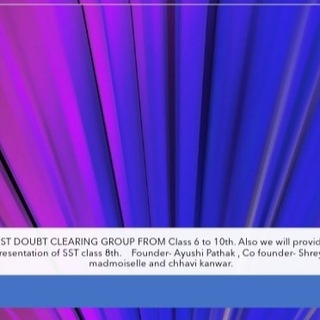 ST DOUBT CLEARING GROUP FROM Class 6 to 10th. Also we will provid
resentation of SST class 8th. Founder- Ayushi Pathak , Co founder- Shrey
madmoiselle and chhavi kanwar.